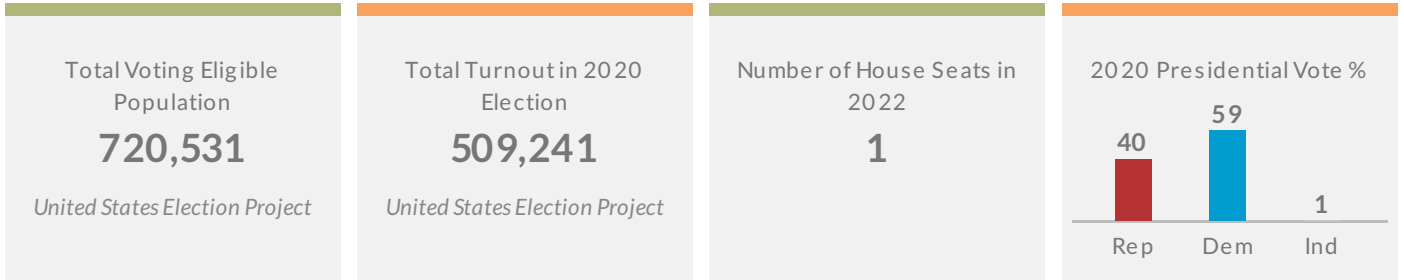 Total Voting Eligible
Population
720,531
United States Election Project
Total Turnout in 2020
Election
509,241
United States Election Project
Number of House Seats in
2022
1
2020 Presidential Vote %
59
40
1
Rep Dem Ind